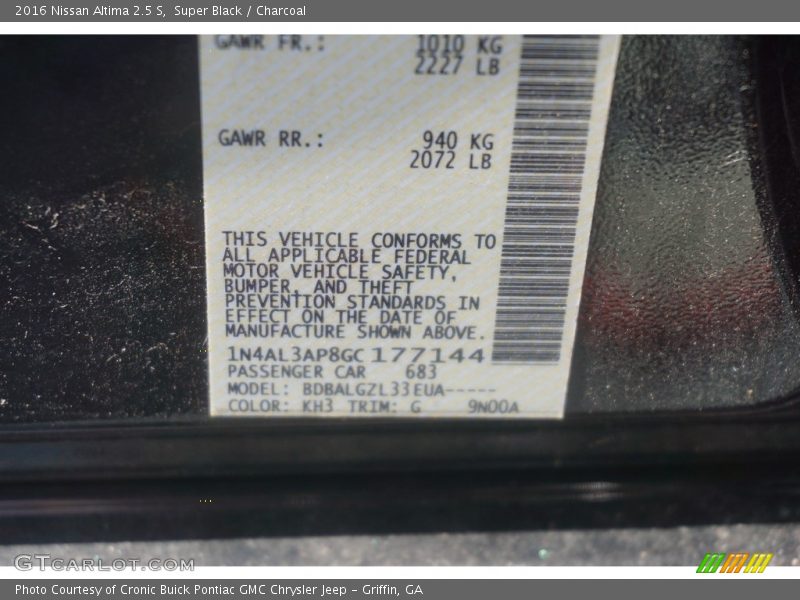 2016 Nissan Altima 2.5 S, Super Black / Charcoal
GAWR FR.: 1010 KG
2227 LB
GAWR RR.: 940 KG
2072 LB
THIS VEHICLE CONFORMS TO
ALL APPLICABLE FEDERAL
MOTOR VEHICLE SAFETY,
BUMPER, AND THEFT
PREVENTION STANDARDS IN
EFFECT ON THE DATE OF
MANUFACTURE SHOWN ABOVE.
1N4AL3AP8GC177144
PASSENGER CAR 683
MODEL: BDBALGZL33EUA-----
COLOR: KH3 TRIM: G 9N00A
GTCARLOT.COM
Photo Courtesy of Cronic Buick Pontiac GMC Chrysler Jeep - Griffin, GA